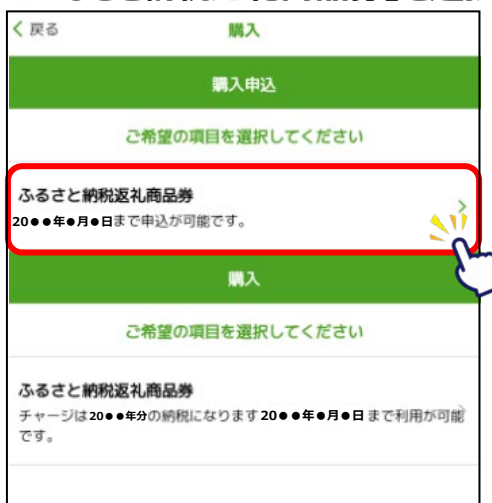 く 戻る
購入
購入申込
ご希望の項目を選択してください
ふるさと納税返礼商品券
20●●年●月●日まで申込が可能です。
購入
ご希望の項目を選択してください
ふるさと納税返礼商品券
チャージは20●●年分の納税になります20●●年●月●日まで利用が可能
です。